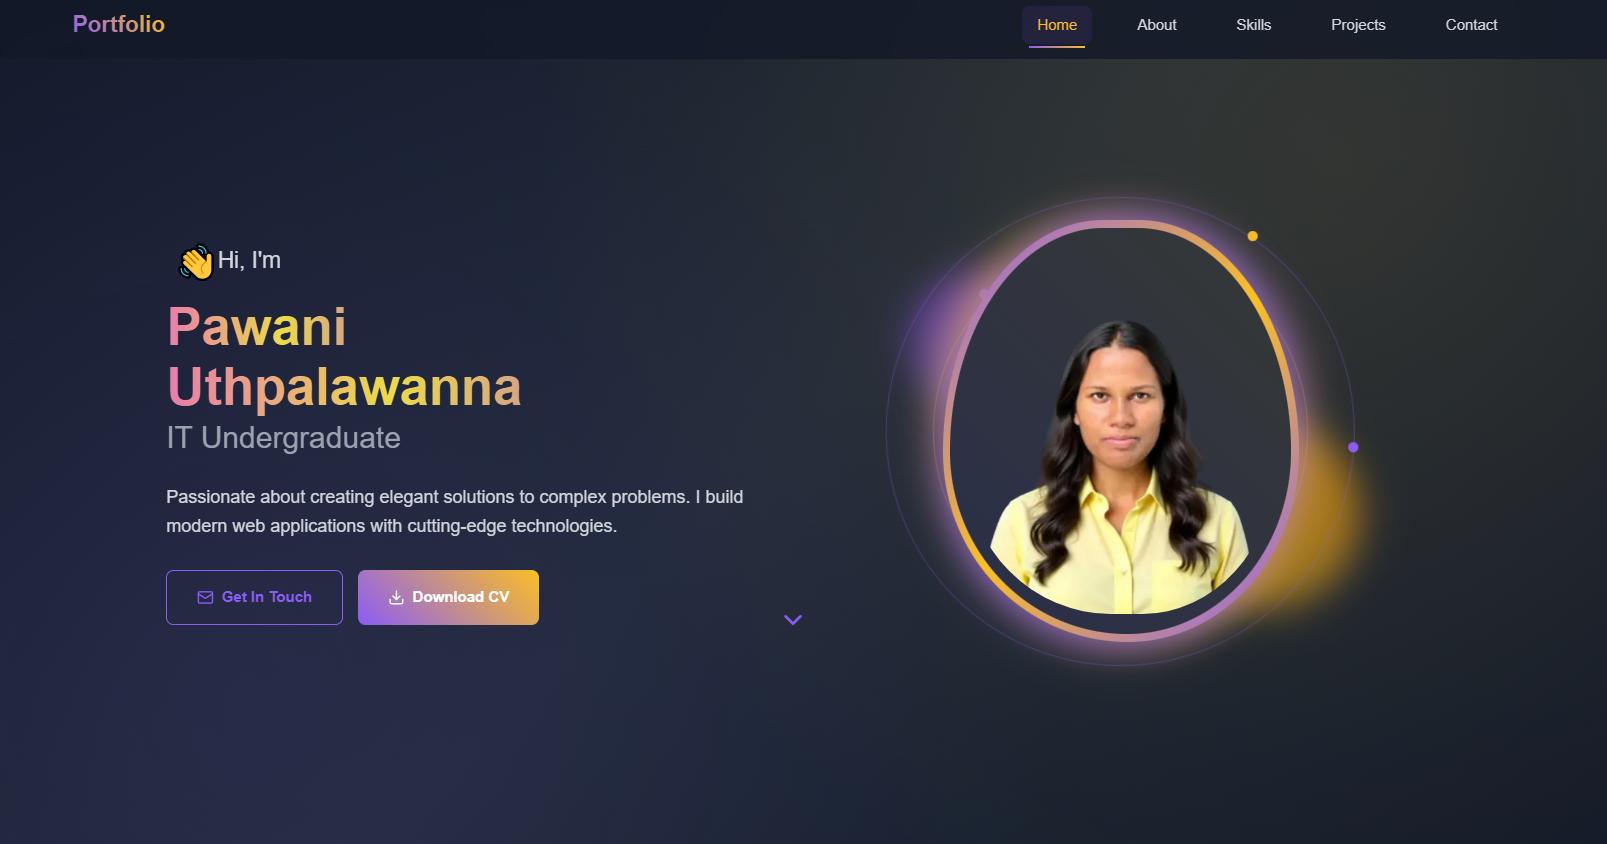 Portfolio
Home
About
Skills
Projects
Contact
Hi, I'm
Pawani
Uthpalawanna
IT Undergraduate
Passionate about creating elegant solutions to complex problems. I build
modern web applications with cutting-edge technologies.
Get In Touch
Download CV